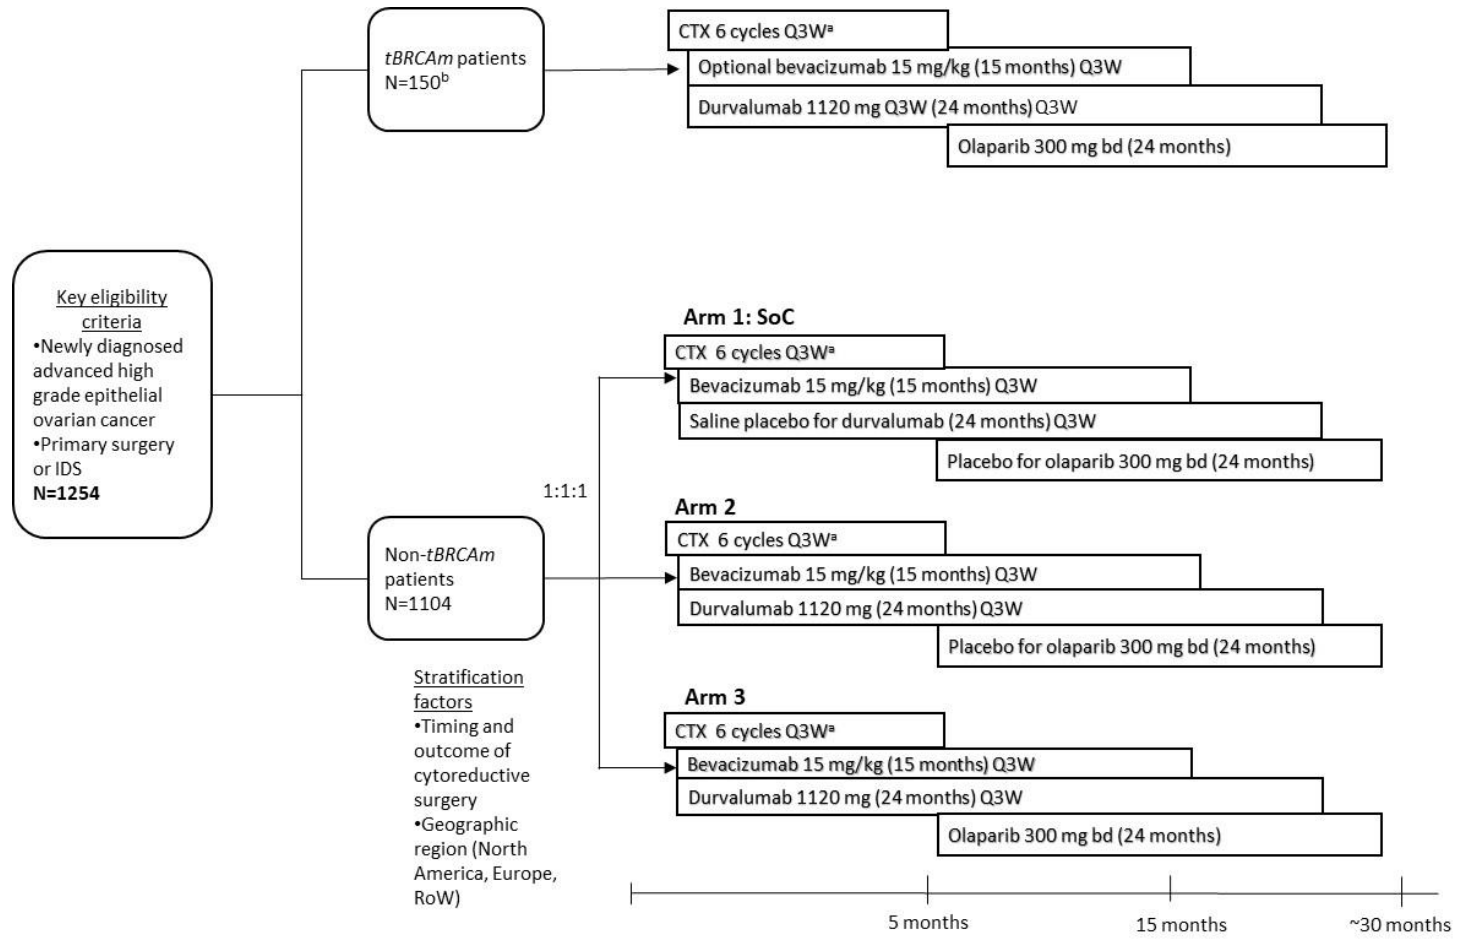 tBRCAm patients
N=150ᵇ
CTX 6 cycles Q3Wᵃ
Optional bevacizumab 15 mg/kg (15 months) Q3W
Durvalumab 1120 mg Q3W (24 months) Q3W
Olaparib 300 mg bd (24 months)
Key eligibility
criteria
•Newly diagnosed
advanced high
grade epithelial
ovarian cancer
•Primary surgery
or IDS
N=1254
Non-tBRCAm
patients
N=1104
Stratification
factors
•Timing and
outcome of
cytoreductive
surgery
•Geographic
region (North
America, Europe,
RoW)
1:1:1
Arm 1: SoC
CTX 6 cycles Q3Wᵃ
Bevacizumab 15 mg/kg (15 months) Q3W
Saline placebo for durvalumab (24 months) Q3W
Placebo for olaparib 300 mg bd (24 months)
Arm 2
CTX 6 cycles Q3Wᵃ
Bevacizumab 15 mg/kg (15 months) Q3W
Durvalumab 1120 mg (24 months) Q3W
Placebo for olaparib 300 mg bd (24 months)
Arm 3
CTX 6 cycles Q3Wᵃ
Bevacizumab 15 mg/kg (15 months) Q3W
Durvalumab 1120 mg (24 months) Q3W
Olaparib 300 mg bd (24 months)
5 months
15 months
~30 months